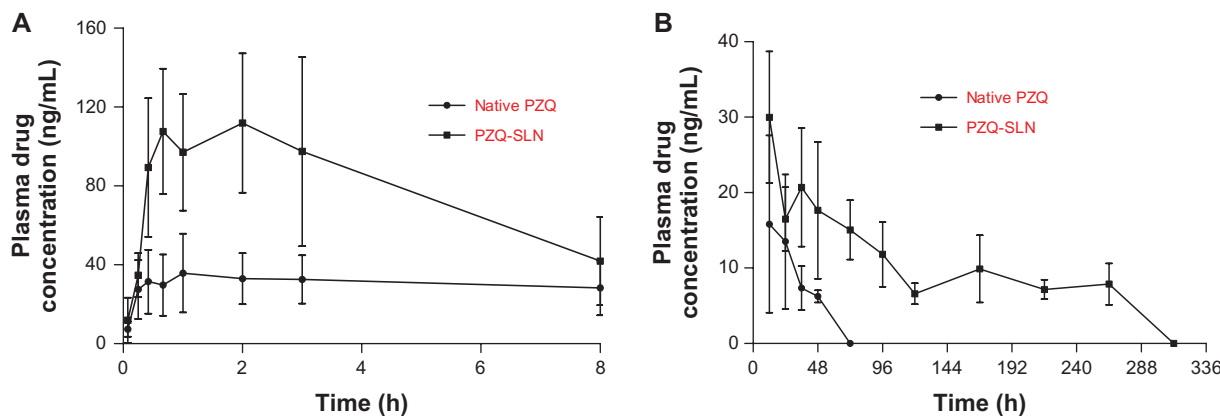 A
Plasma drug
concentration (ng/mL)
160
120
80
40
0
0
2
4
6
8
Time (h)
Native PZQ
PZQ-SLN
B
Plasma drug
concentration (ng/mL)
40
30
20
10
0
0
48
96
144
192
240
288
336
Time (h)
Native PZQ
PZQ-SLN